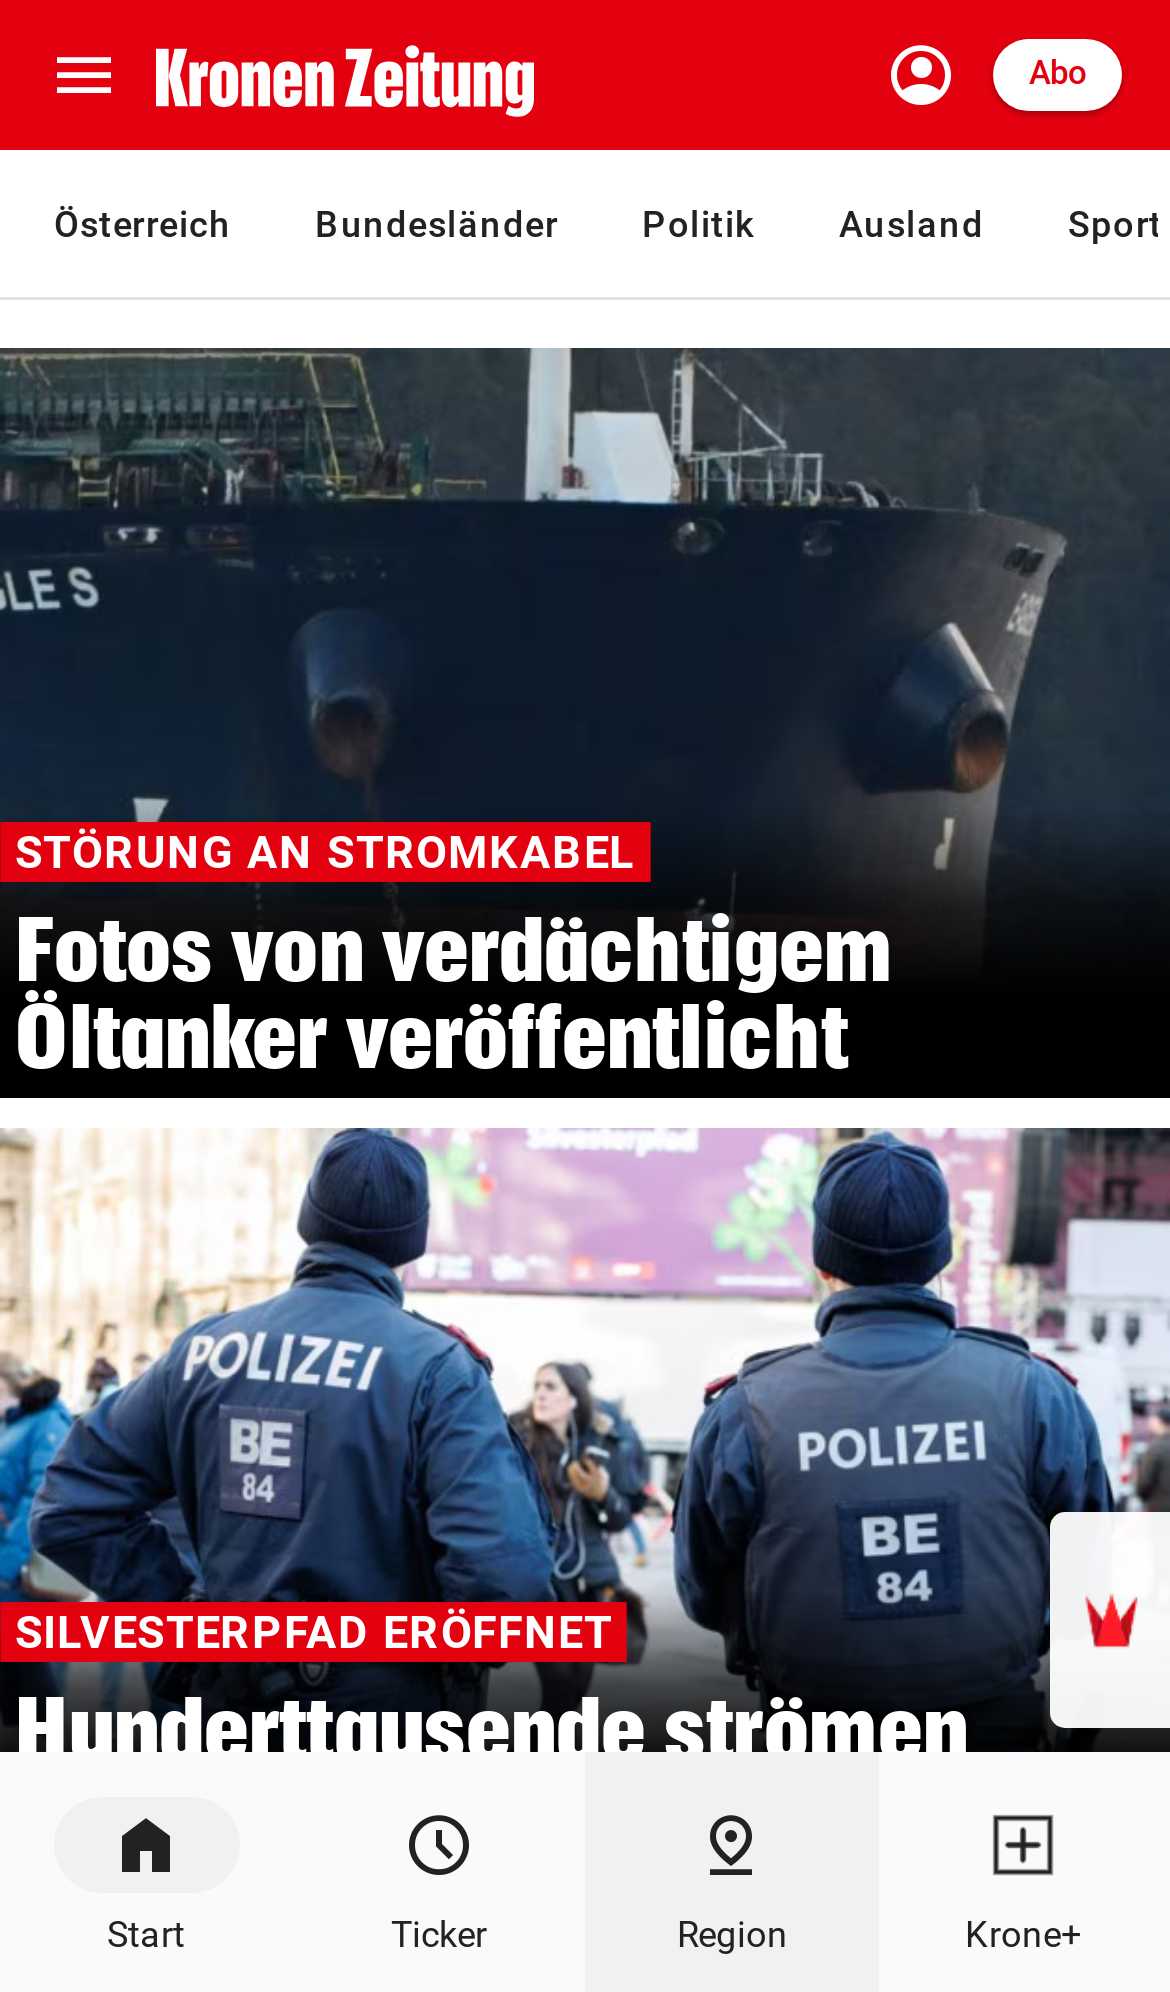 Kronen Zeitung
Abo
Österreich Bundesländer Politik Ausland Sport
GLE S
STÖRUNG AN STROMKABEL
Fotos von verdächtigem
Öltanker veröffentlicht
Silvesterpfad
POLIZEI
BE
84
POLIZEI
BE
84
SILVESTERPFAD ERÖFFNET
Hunderttausende strömen
Start Ticker Region Krone+